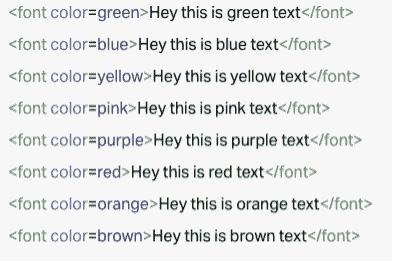 <font color=green>Hey this is green text</font>
<font color=blue>Hey this is blue text</font>
<font color=yellow>Hey this is yellow text</font>
<font color=pink>Hey this is pink text</font>
<font color=purple>Hey this is purple text</font>
<font color=red>Hey this is red text</font>
<font color=orange>Hey this is orange text</font>
<font color=brown>Hey this is brown text</font>